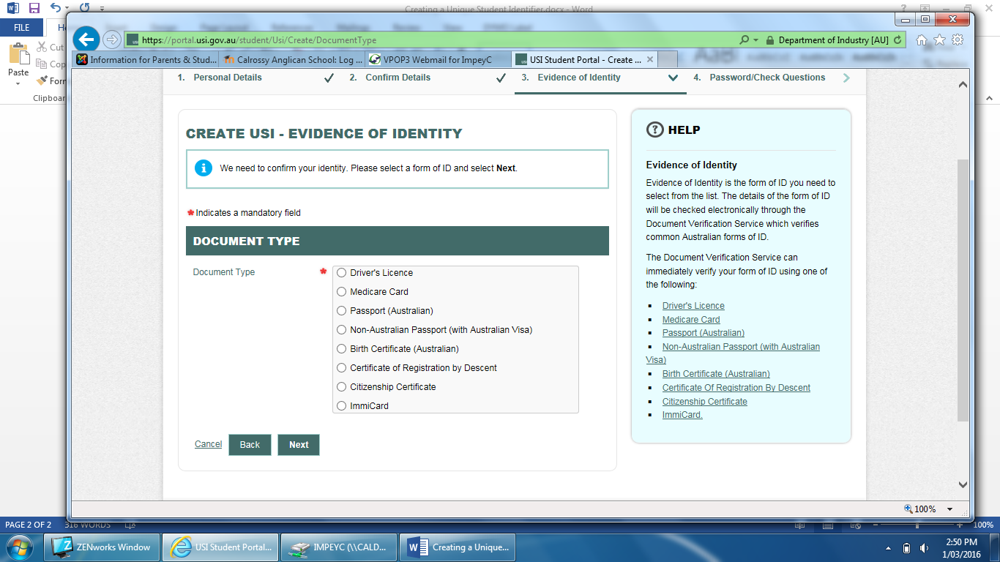 Creating a Unique Student Identifier.docx - Word
FILE
Paste
Cut
Clipboar
https://portal.usi.gov.au/student/Usi/Create/DocumentType
Department of Industry [AU]
Information for Parents & Stud...
Calrossy Anglican School: Log ...
VPOP3 Webmail for ImpeyC
USI Student Portal - Create ...
1. Personal Details
2. Confirm Details
3. Evidence of Identity
4. Password/Check Questions
CREATE USI - EVIDENCE OF IDENTITY
We need to confirm your identity. Please select a form of ID and select Next.
* Indicates a mandatory field
DOCUMENT TYPE
Document Type *
Driver's Licence
Medicare Card
Passport (Australian)
Non-Australian Passport (with Australian Visa)
Birth Certificate (Australian)
Certificate of Registration by Descent
Citizenship Certificate
ImmiCard
Cancel Back Next
? HELP
Evidence of Identity
Evidence of Identity is the form of ID you need to
select from the list. The details of the form of ID
will be checked electronically through the
Document Verification Service which verifies
common Australian forms of ID.
The Document Verification Service can
immediately verify your form of ID using one of
the following:
▪ Driver's Licence
▪ Medicare Card
▪ Passport (Australian)
▪ Non-Australian Passport (with Australian
Visa)
▪ Birth Certificate (Australian)
▪ Certificate Of Registration By Descent
▪ Citizenship Certificate
▪ ImmiCard.
100%
PAGE 2 OF 2 316 WORDS
100%
ZENworks Window
USI Student Portal...
IMPEYC (\\CALD...
Creating a Unique...
2:50 PM
1/03/2016